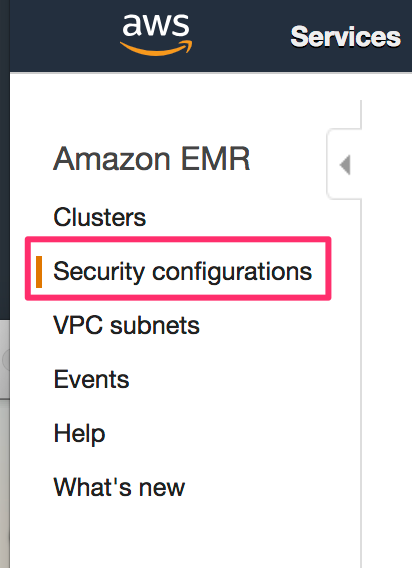 aws
Services
Amazon EMR
Clusters
Security configurations
VPC subnets
Events
Help
What's new